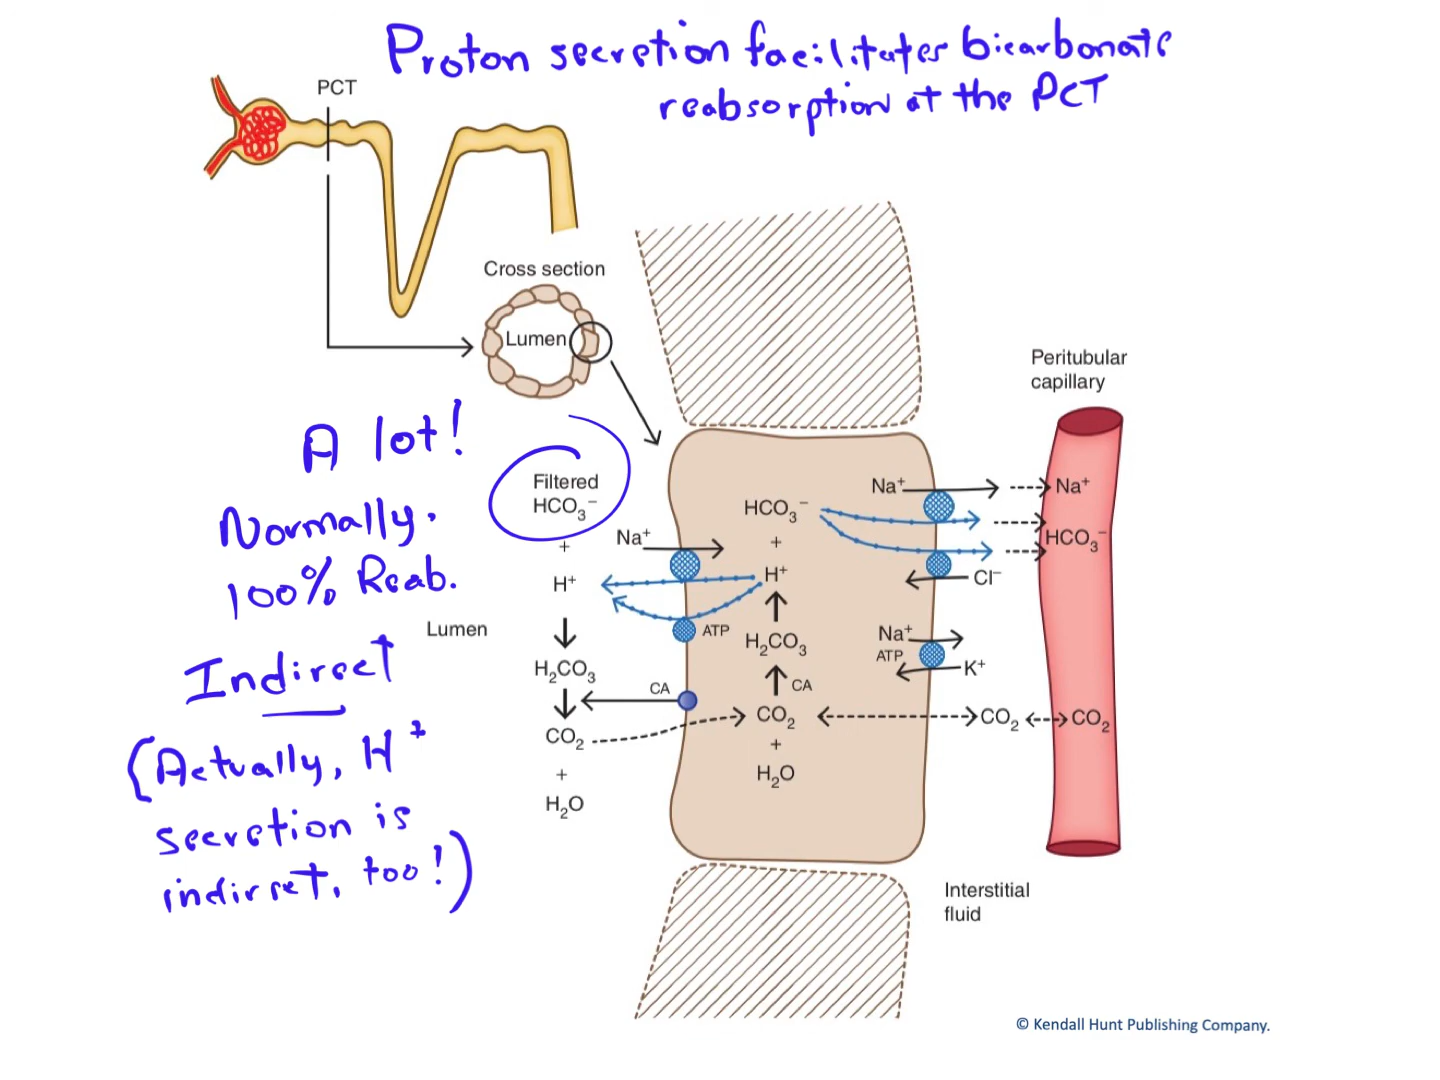 Proton secretion facilitates bicarbonate
reabsorption at the PCT
PCT
Cross section
Lumen
Peritubular
capillary
A lot!
Normally,
100% Reab.
Indirect
(Actually, H⁺
secretion is
indirect, too!)
Filtered
HCO₃⁻
+
H⁺
H₂CO₃
CO₂
+
H₂O
Lumen
Na⁺
ATP
CA
HCO₃⁻
+
H⁺
H₂CO₃
CA
CO₂
+
H₂O
Na⁺
Cl⁻
Na⁺
ATP
K⁺
CO₂
Na⁺
HCO₃⁻
CO₂
Interstitial
fluid
© Kendall Hunt Publishing Company.